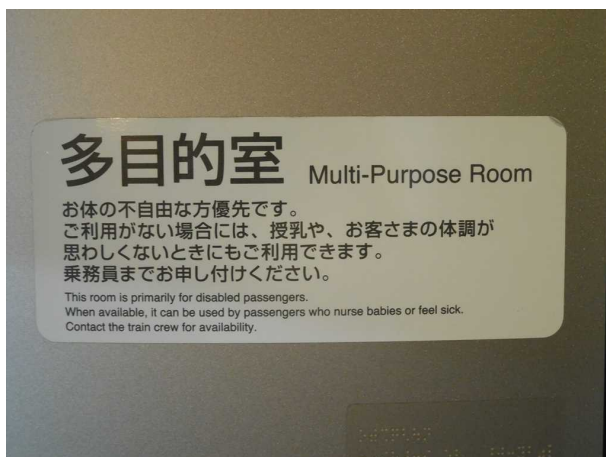 多目的室 Multi-Purpose Room
お体の不自由な方優先です。
ご利用がない場合には、授乳や、お客さまの体調が
思わしくないときにもご利用できます。
乗務員までお申し付けください。
This room is primarily for disabled passengers.
When available, it can be used by passengers who nurse babies or feel sick.
Contact the train crew for availability.